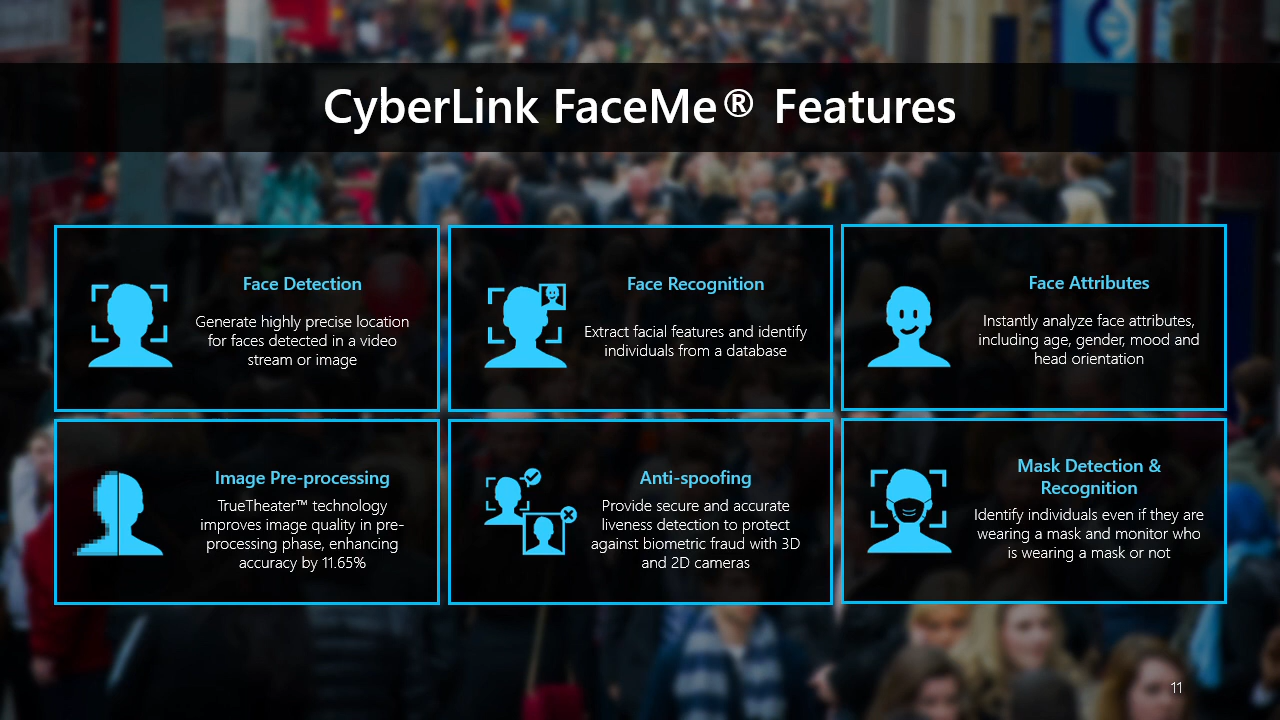 CyberLink FaceMe® Features
Face Detection
Generate highly precise location
for faces detected in a video
stream or image
Face Recognition
Extract facial features and identify
individuals from a database
Face Attributes
Instantly analyze face attributes,
including age, gender, mood and
head orientation
Image Pre-processing
TrueTheater™ technology
improves image quality in pre-
processing phase, enhancing
accuracy by 11.65%
Anti-spoofing
Provide secure and accurate
liveness detection to protect
against biometric fraud with 3D
and 2D cameras
Mask Detection &
Recognition
Identify individuals even if they are
wearing a mask and monitor who
is wearing a mask or not
11